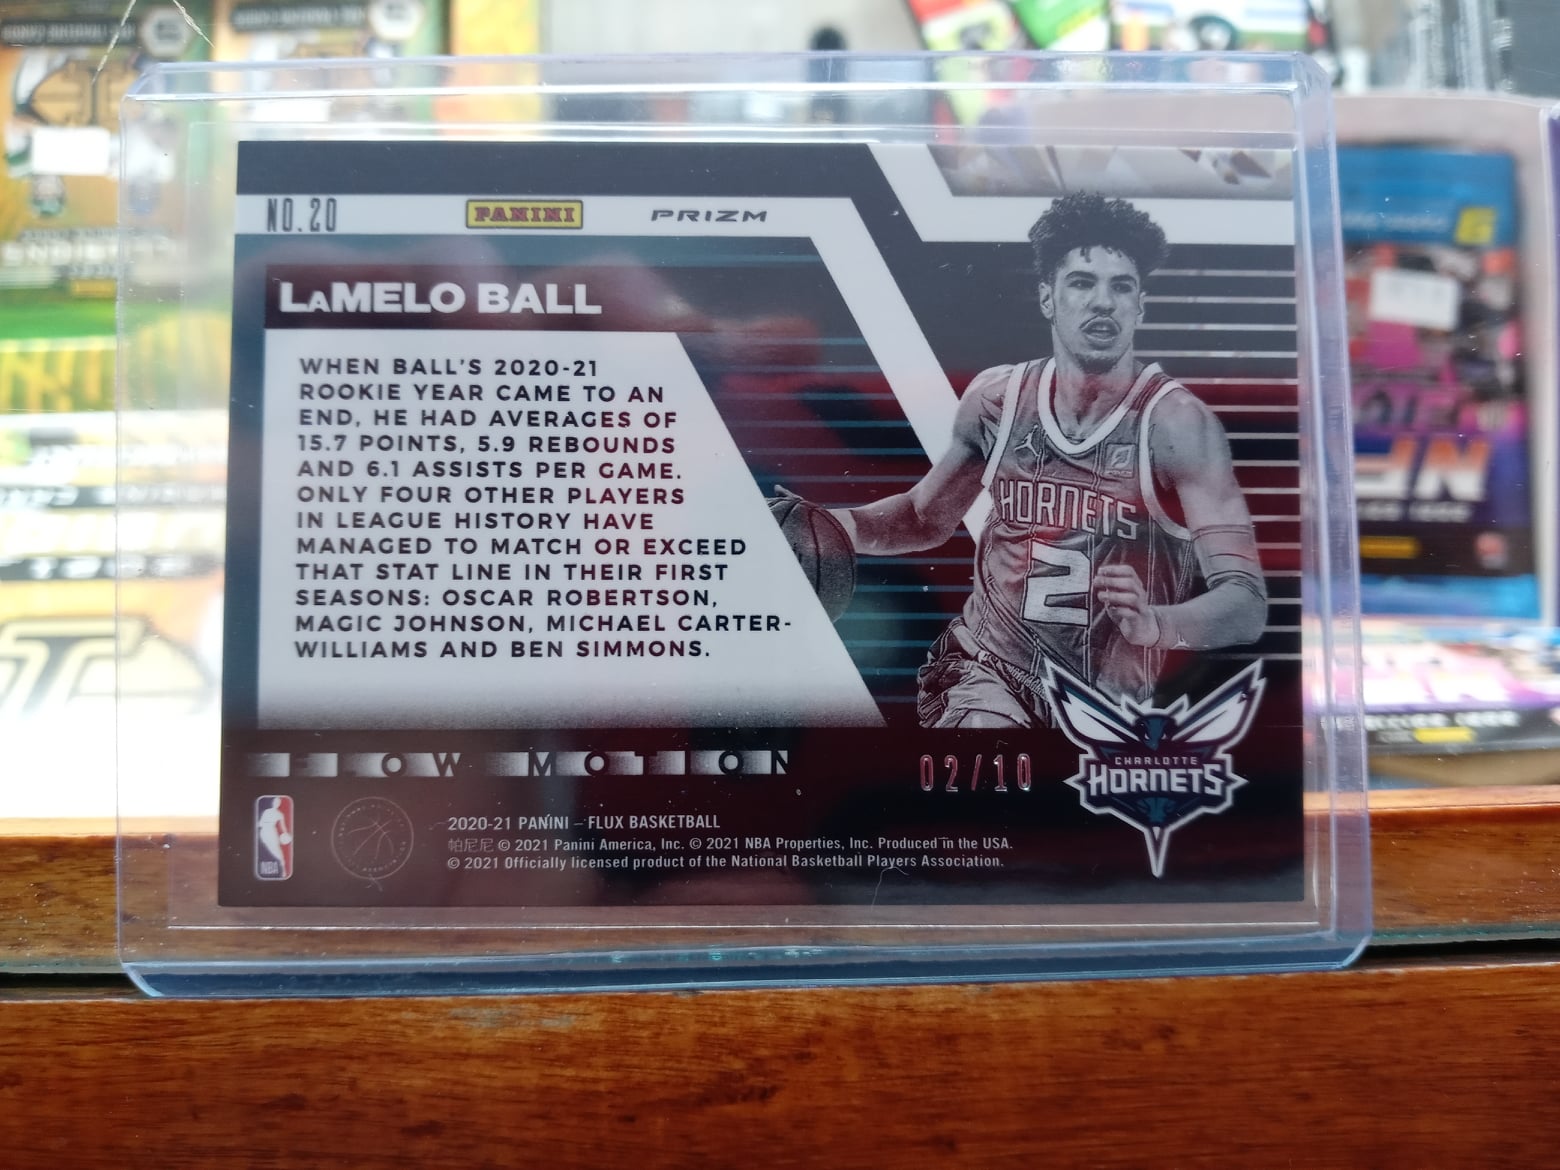 NO.20
PANINI
PRIZM
LAMELO BALL
WHEN BALL'S 2020-21
ROOKIE YEAR CAME TO AN
END, HE HAD AVERAGES OF
15.7 POINTS, 5.9 REBOUNDS
AND 6.1 ASSISTS PER GAME.
ONLY FOUR OTHER PLAYERS
IN LEAGUE HISTORY HAVE
MANAGED TO MATCH OR EXCEED
THAT STAT LINE IN THEIR FIRST
SEASONS: OSCAR ROBERTSON,
MAGIC JOHNSON, MICHAEL CARTER-
WILLIAMS AND BEN SIMMONS.
HORNETS
2
SLOW MOTION
02/10
CHARLOTTE
HORNETS
NBA
2020-21 PANINI – FLUX BASKETBALL
帕尼尼 © 2021 Panini America, Inc. © 2021 NBA Properties, Inc. Produced in the USA.
© 2021 Officially licensed product of the National Basketball Players Association.